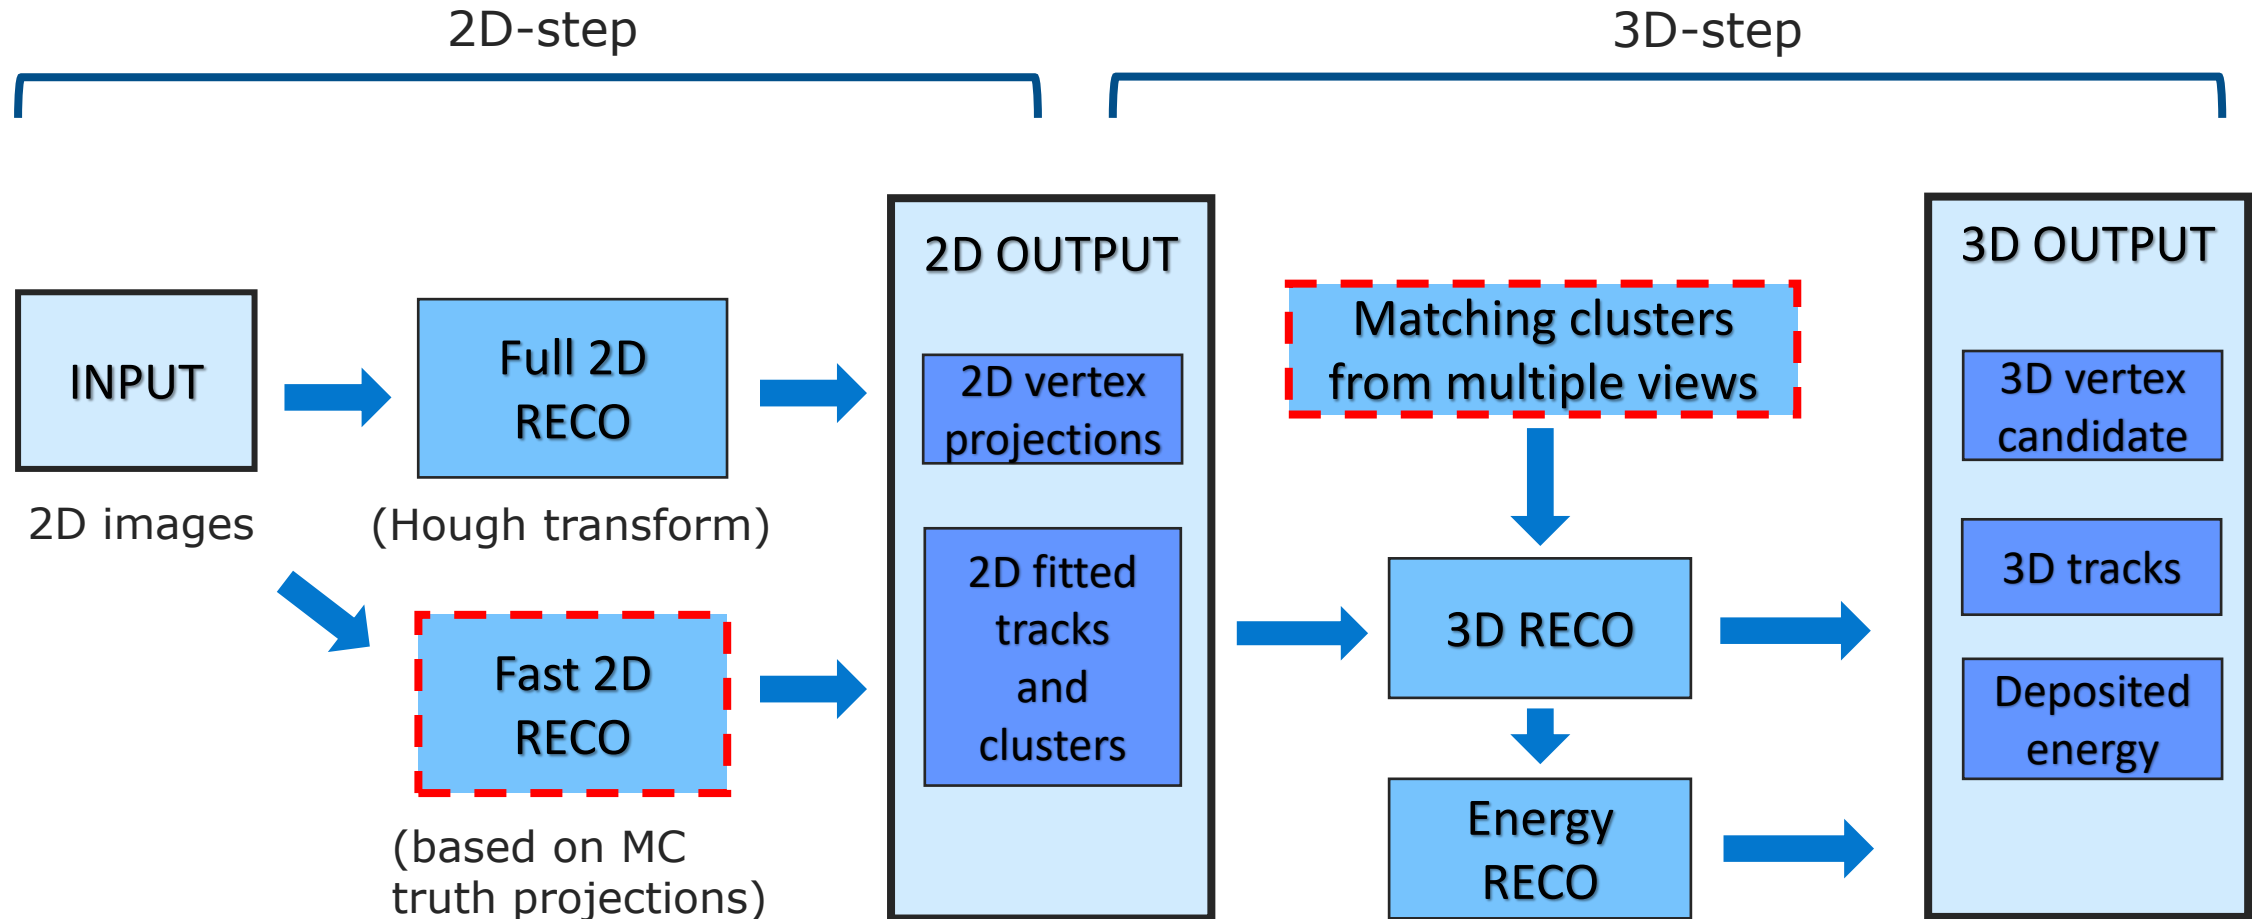 2D-step
3D-step
INPUT
2D images
Full 2D
RECO
(Hough transform)
Fast 2D
RECO
(based on MC
truth projections)
2D OUTPUT
2D vertex
projections
2D fitted
tracks
and
clusters
Matching clusters
from multiple views
3D RECO
Energy
RECO
3D OUTPUT
3D vertex
candidate
3D tracks
Deposited
energy